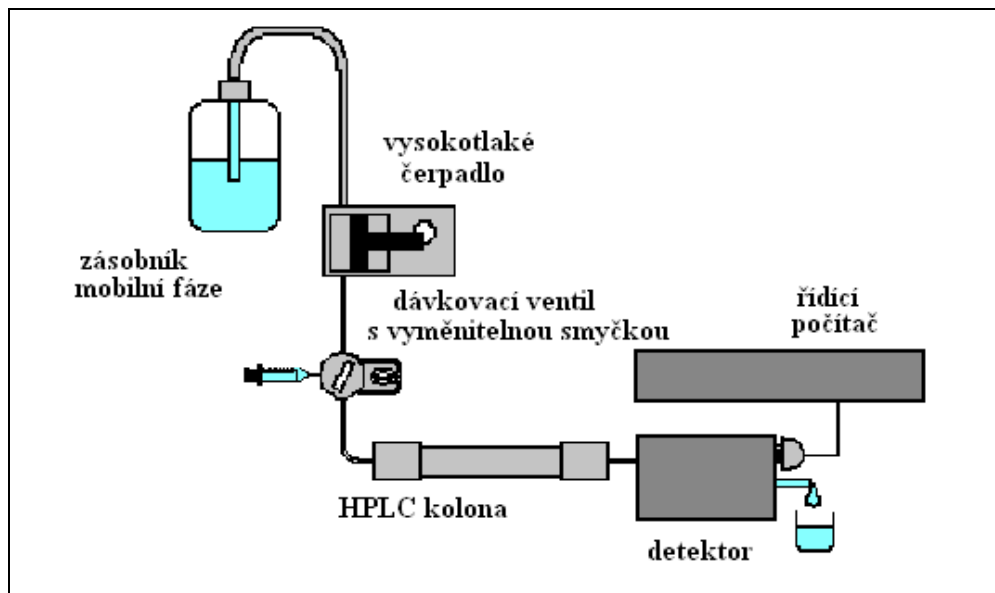 vysokotlaké
čerpadlo
zásobník
mobilní fáze
dávkovací ventil
s vyměnitelnou smyčkou
řídící
počítač
HPLC kolona
detektor